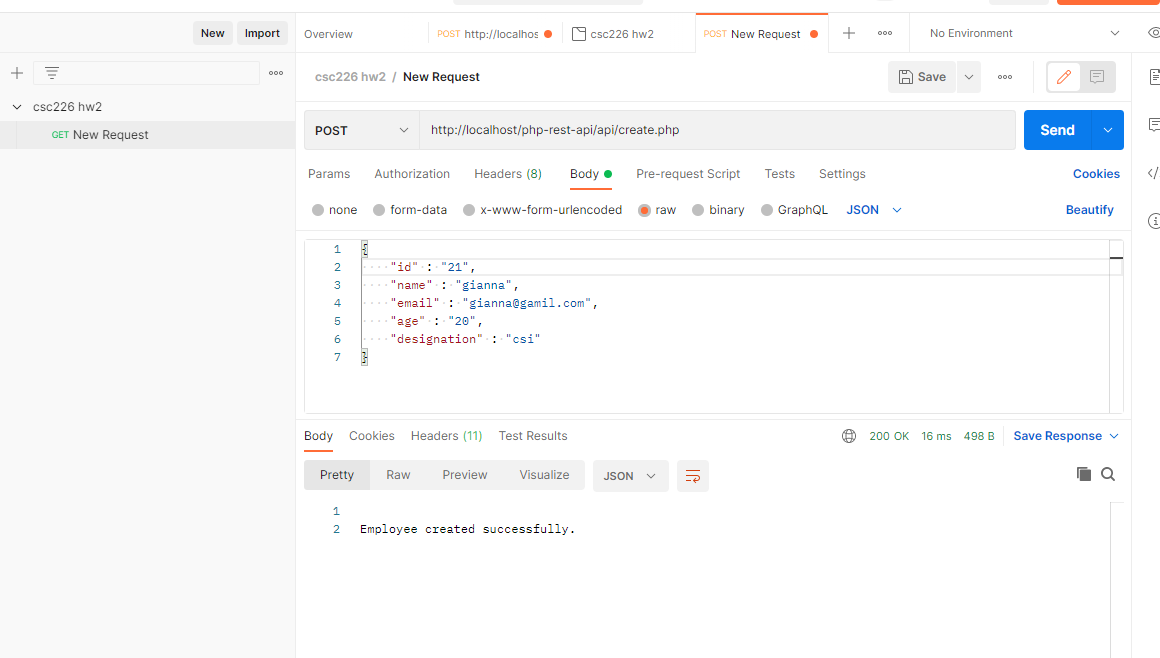 New Import
Overview
POST http://localhos
csc226 hw2
POST New Request
No Environment
csc226 hw2
GET New Request
csc226 hw2 / New Request
Save
POST
http://localhost/php-rest-api/api/create.php
Send
Params Authorization Headers (8) Body Pre-request Script Tests Settings Cookies
none form-data x-www-form-urlencoded raw binary GraphQL JSON Beautify
1 {
2 "id" : "21",
3 "name" : "gianna",
4 "email" : "gianna@gamil.com",
5 "age" : "20",
6 "designation" : "csi"
7 }
Body Cookies Headers (11) Test Results 200 OK 16 ms 498 B Save Response
Pretty Raw Preview Visualize JSON
1
2 Employee created successfully.